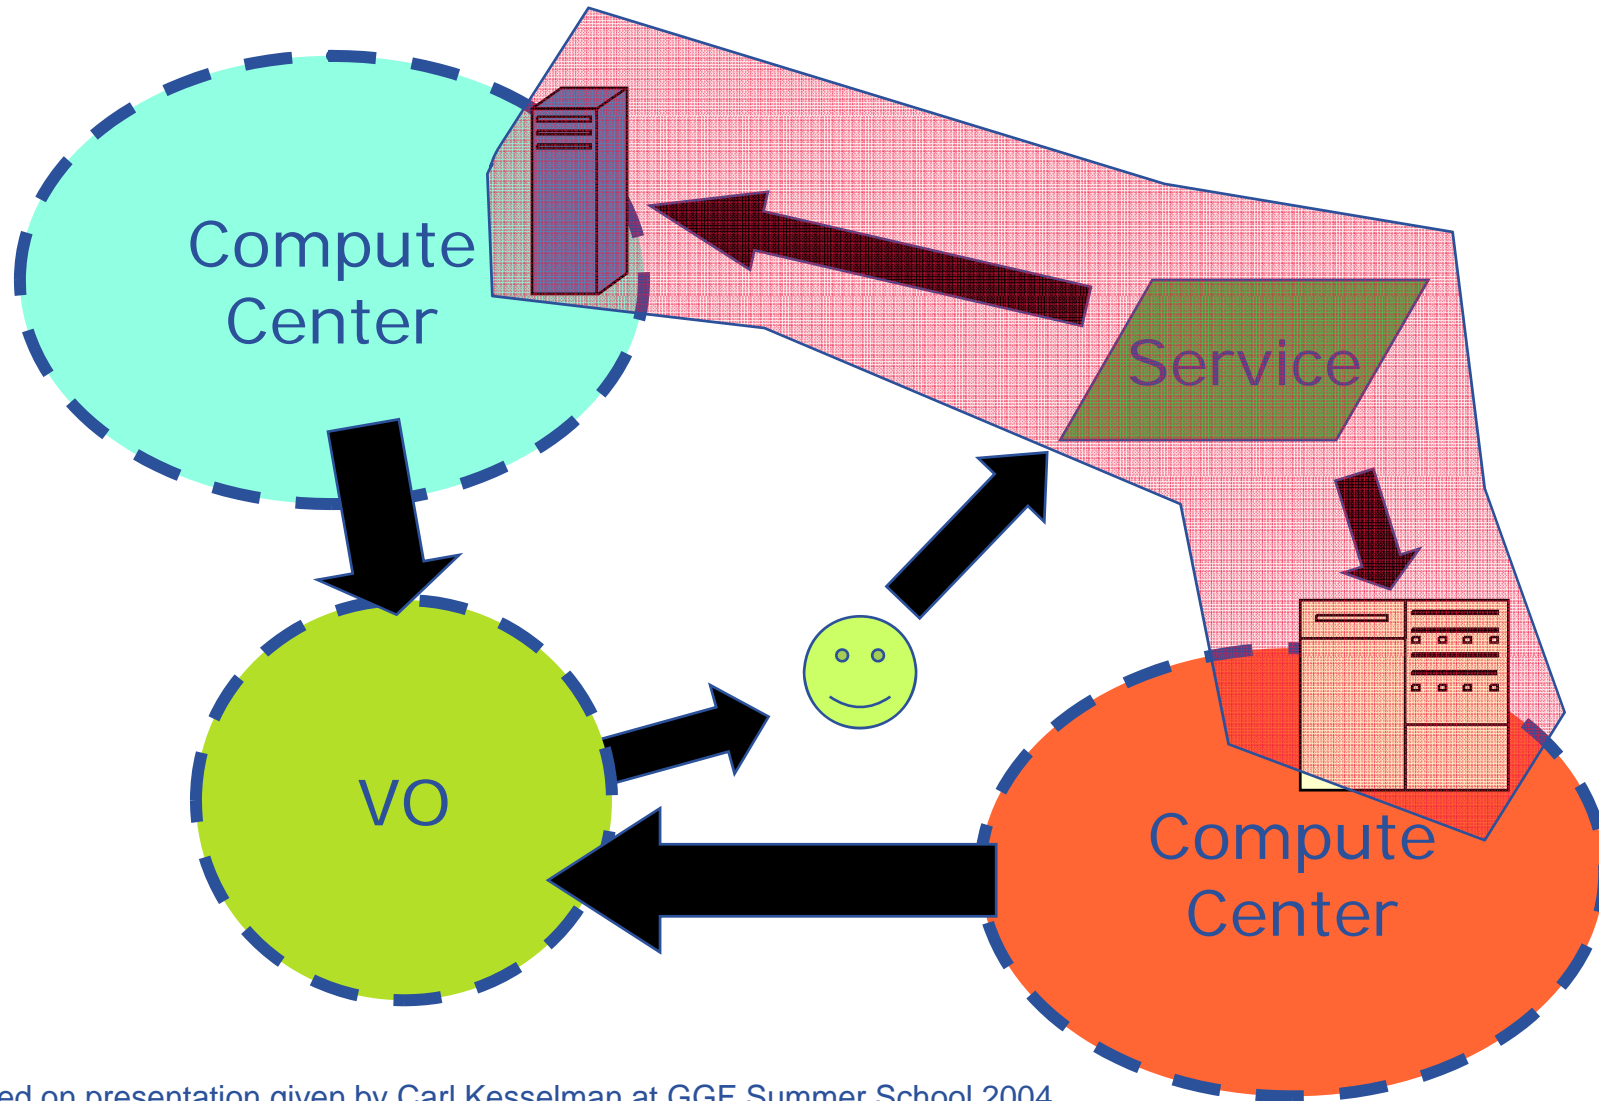 Compute
Center
Service
VO
Compute
Center
ed on presentation given by Carl Kesselman at GGF Summer School 2004